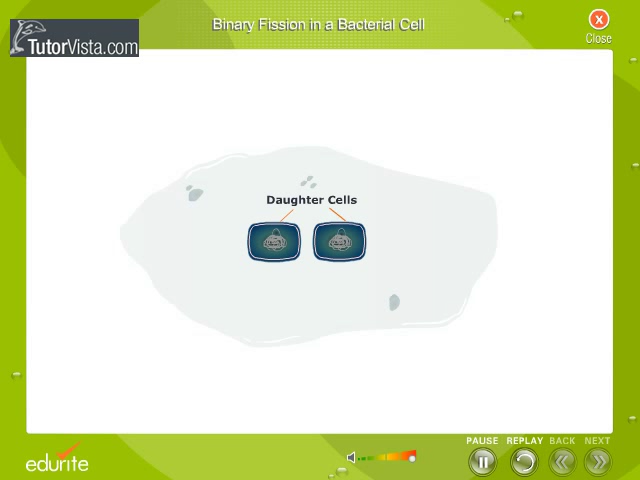 Binary Fission in a Bacterial Cell
TutorVista.com
X
Close
Daughter Cells
PAUSE REPLAY BACK NEXT
edurite